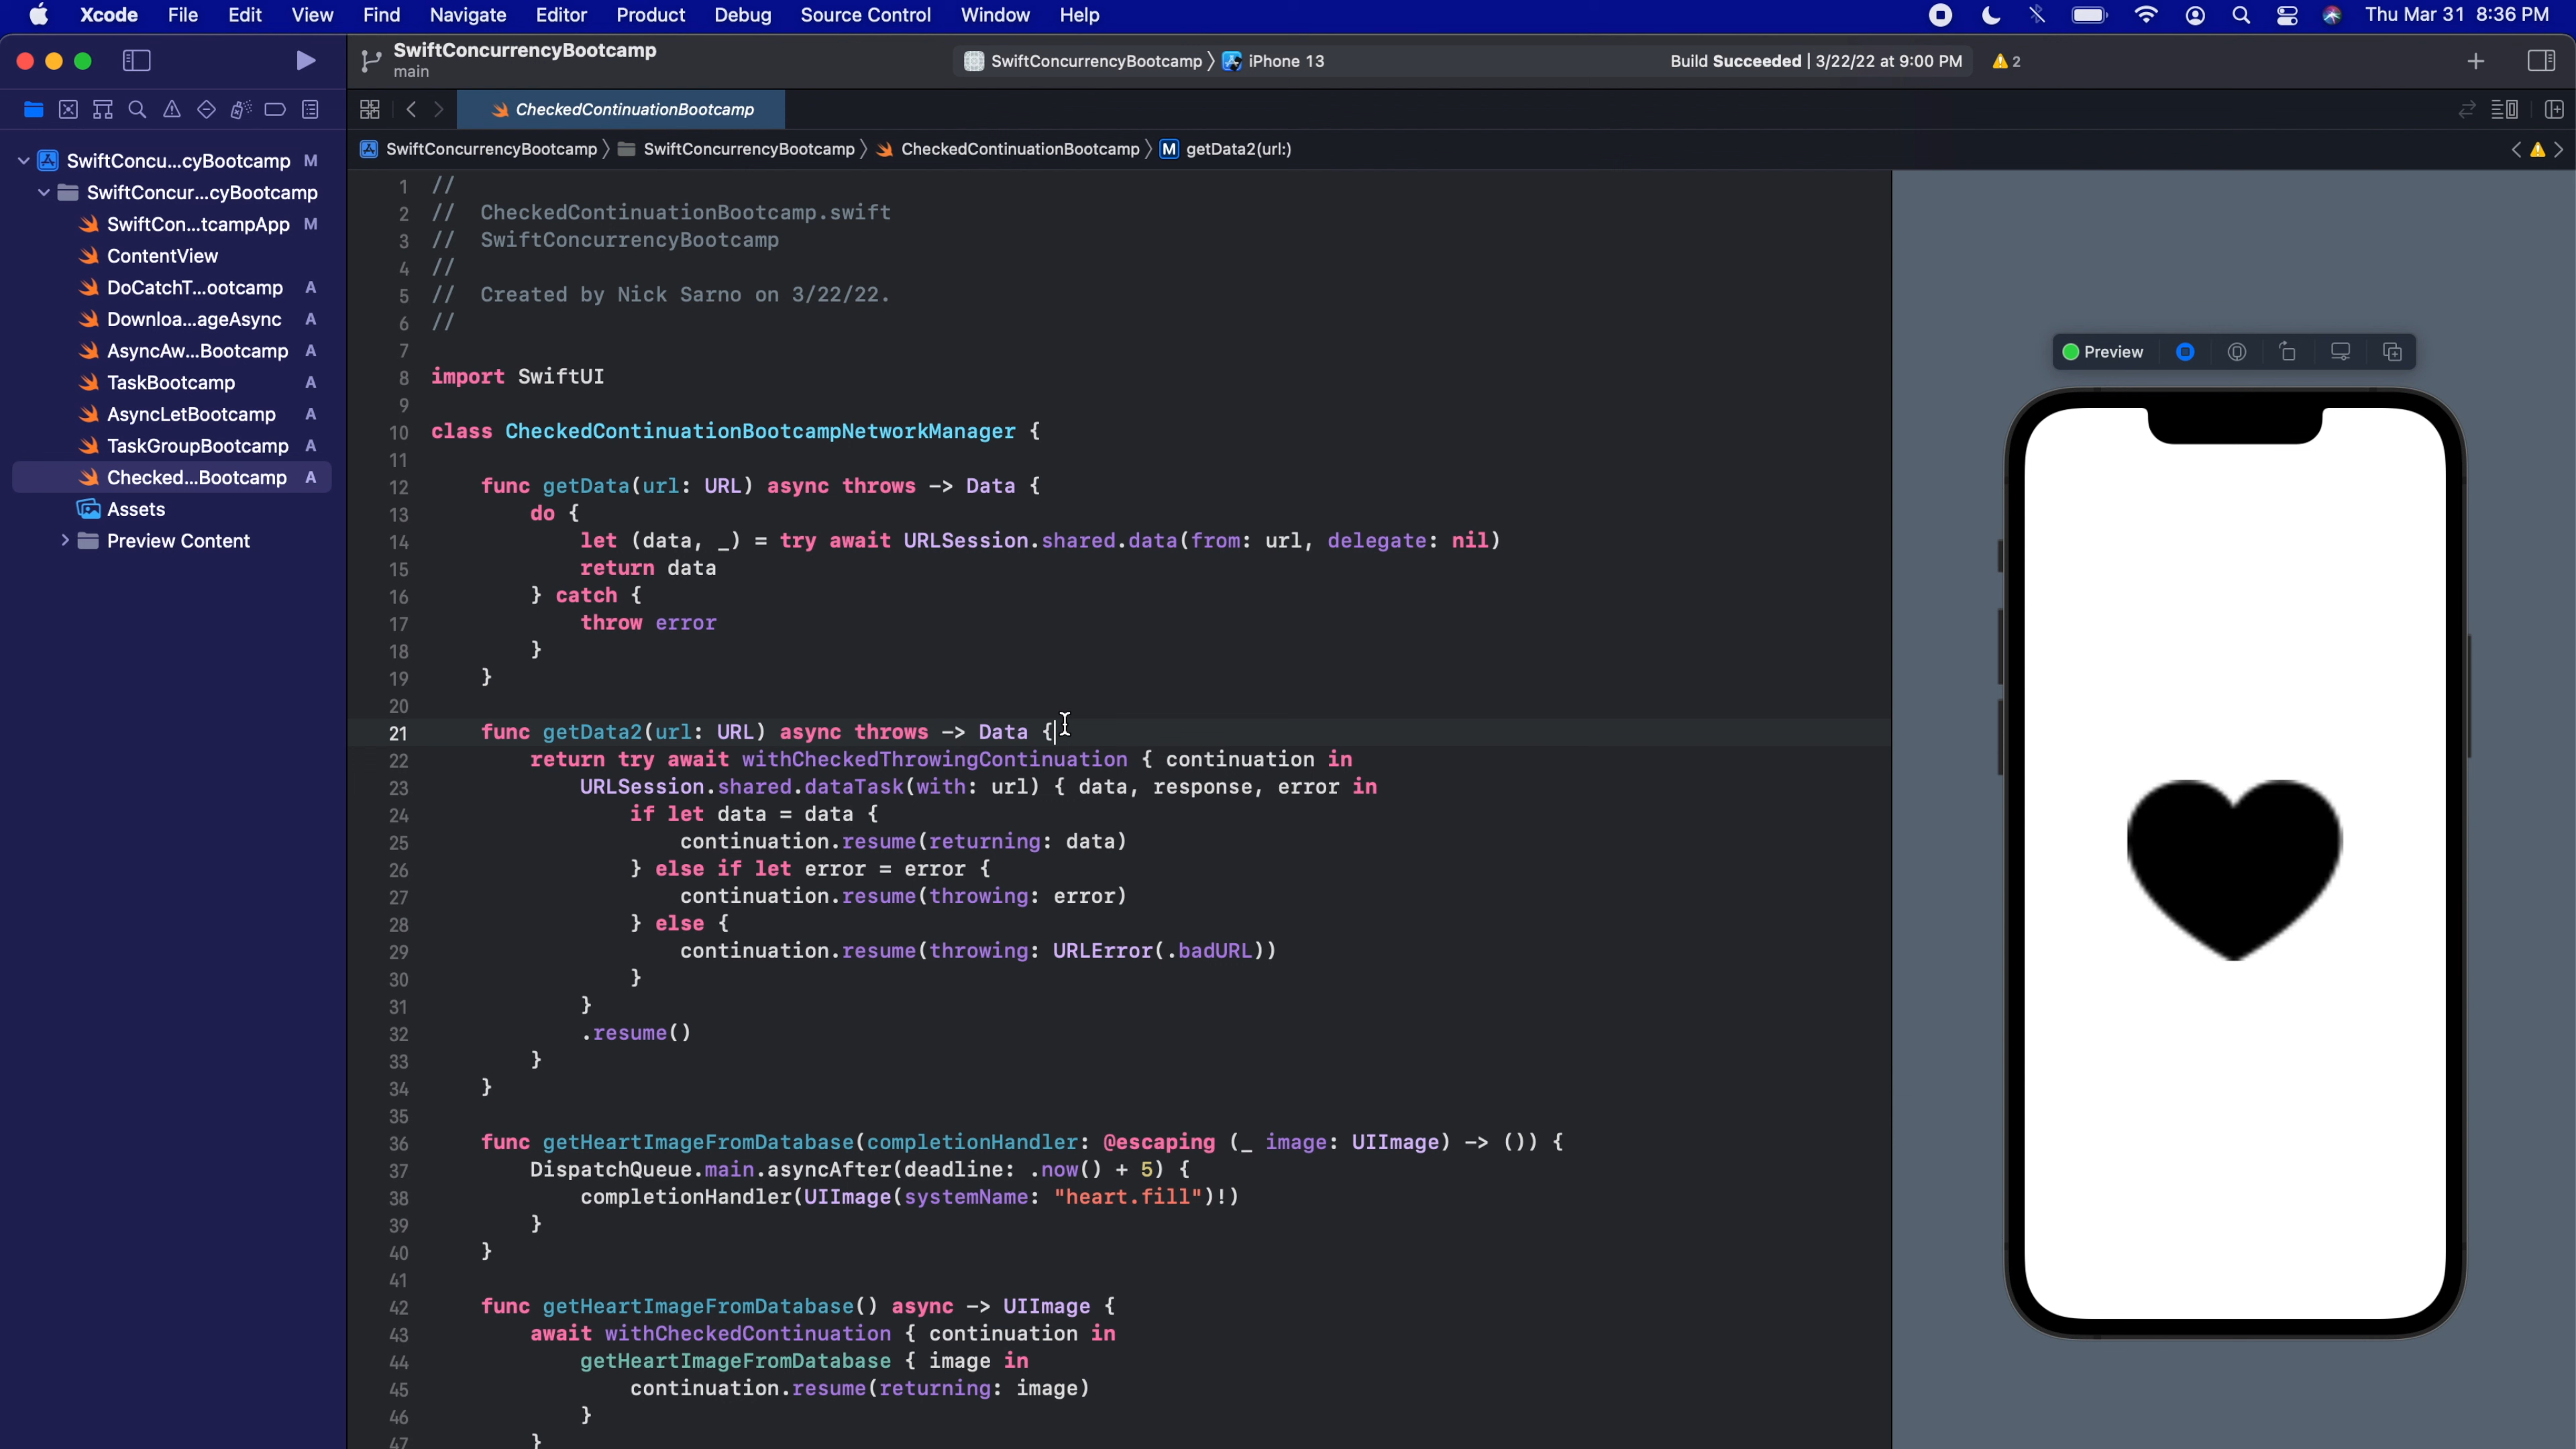 Xcode File Edit View Find Navigate Editor Product Debug Source Control Window Help Thu Mar 31 8:36 PM
SwiftConcurrencyBootcamp
main
SwiftConcurrencyBootcamp 〉 iPhone 13 Build Succeeded | 3/22/22 at 9:00 PM 2
CheckedContinuationBootcamp
SwiftConcurrencyBootcamp 〉 SwiftConcurrencyBootcamp 〉 CheckedContinuationBootcamp 〉 M getData2(url:)
SwiftConcu...cyBootcamp M
SwiftConcur...cyBootcamp
SwiftCon...tcampApp M
ContentView
DoCatchT...ootcamp A
Downloa...ageAsync A
AsyncAw...Bootcamp A
TaskBootcamp A
AsyncLetBootcamp A
TaskGroupBootcamp A
Checked...Bootcamp A
Assets
Preview Content
1 //
2 // CheckedContinuationBootcamp.swift
3 // SwiftConcurrencyBootcamp
4 //
5 // Created by Nick Sarno on 3/22/22.
6 //
7
8 import SwiftUI
9
10 class CheckedContinuationBootcampNetworkManager {
11
12 func getData(url: URL) async throws -> Data {
13 do {
14 let (data, _) = try await URLSession.shared.data(from: url, delegate: nil)
15 return data
16 } catch {
17 throw error
18 }
19 }
20
21 func getData2(url: URL) async throws -> Data {
22 return try await withCheckedThrowingContinuation { continuation in
23 URLSession.shared.dataTask(with: url) { data, response, error in
24 if let data = data {
25 continuation.resume(returning: data)
26 } else if let error = error {
27 continuation.resume(throwing: error)
28 } else {
29 continuation.resume(throwing: URLError(.badURL))
30 }
31 }
32 .resume()
33 }
34 }
35
36 func getHeartImageFromDatabase(completionHandler: @escaping (_ image: UIImage) -> ()) {
37 DispatchQueue.main.asyncAfter(deadline: .now() + 5) {
38 completionHandler(UIImage(systemName: "heart.fill")!)
39 }
40 }
41
42 func getHeartImageFromDatabase() async -> UIImage {
43 await withCheckedContinuation { continuation in
44 getHeartImageFromDatabase { image in
45 continuation.resume(returning: image)
46 }
47 }
Preview